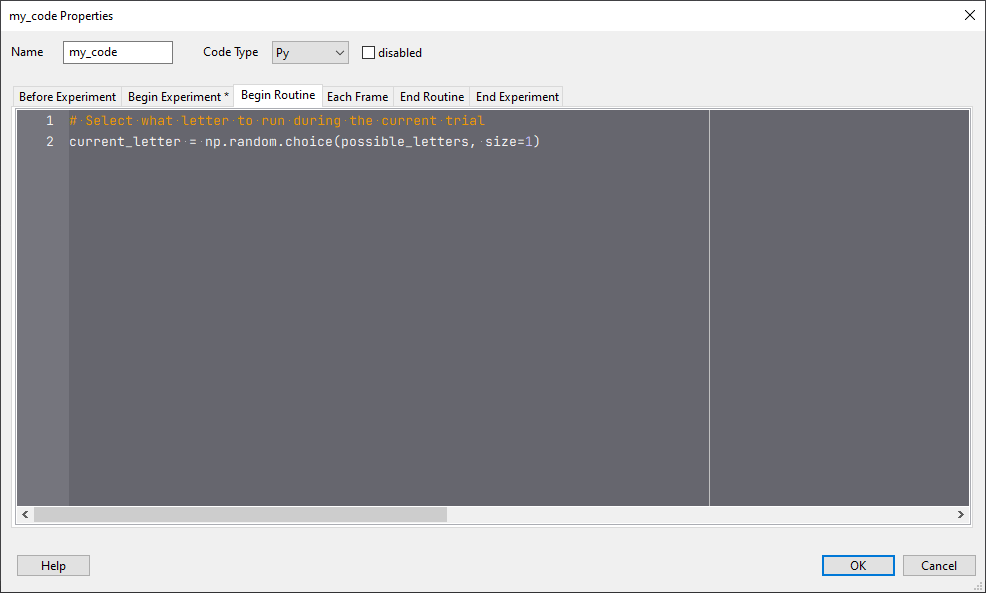 my_code Properties
Name my_code Code Type Py disabled
Before Experiment Begin Experiment * Begin Routine Each Frame End Routine End Experiment
1 # Select what letter to run during the current trial
2 current_letter = np.random.choice(possible_letters, size=1)
Help OK Cancel